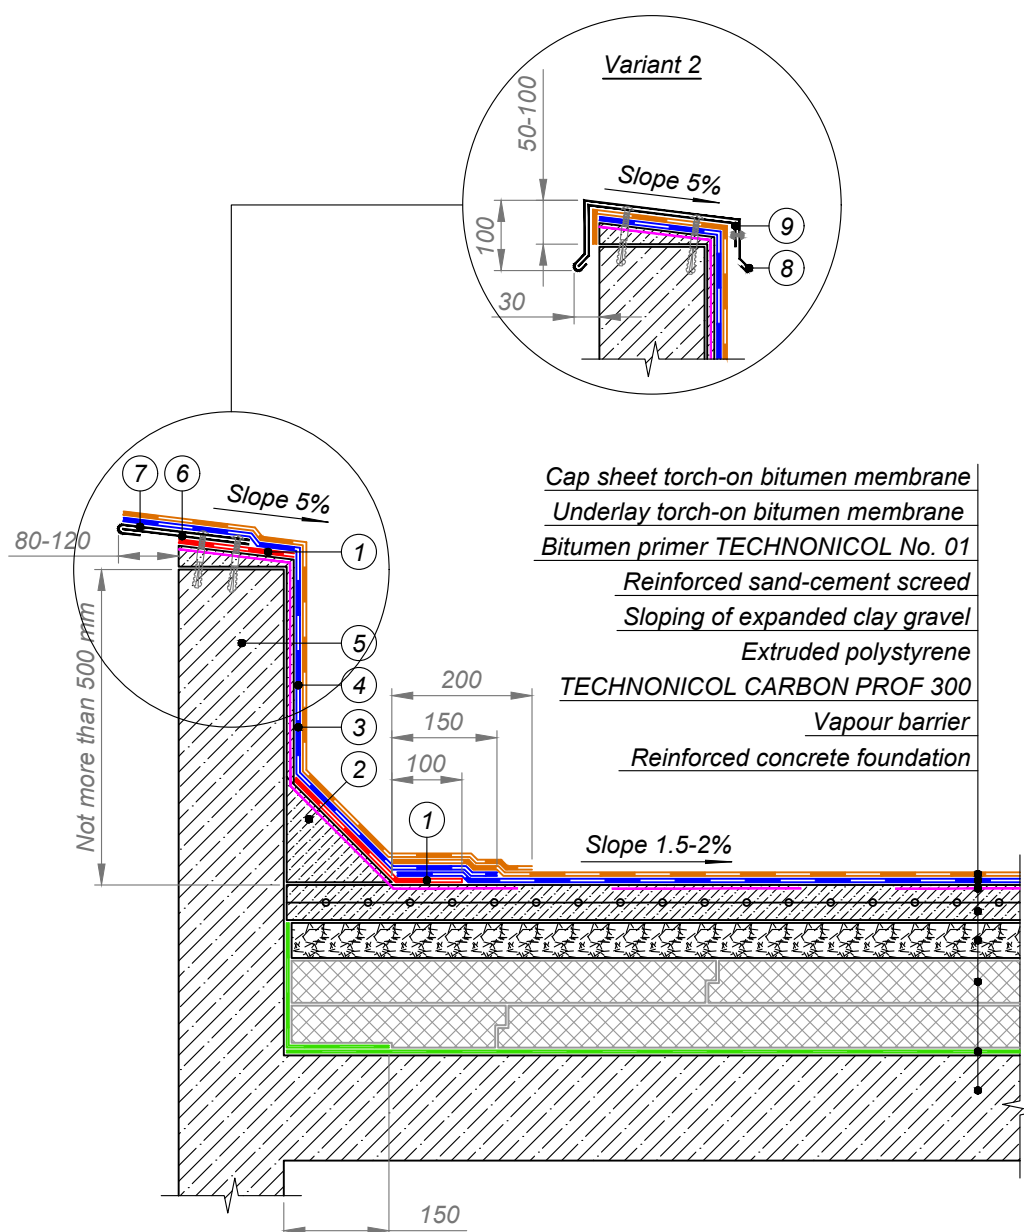 Variant 2
50-100
Slope 5%
100
9
8
30
7
6
Slope 5%
80-120
1
Not more than 500 mm
5
4
3
2
200
150
100
1
Cap sheet torch-on bitumen membrane
Underlay torch-on bitumen membrane
Bitumen primer TECHNONICOL No. 01
Reinforced sand-cement screed
Sloping of expanded clay gravel
Extruded polystyrene
TECHNONICOL CARBON PROF 300
Vapour barrier
Reinforced concrete foundation
Slope 1.5-2%
150